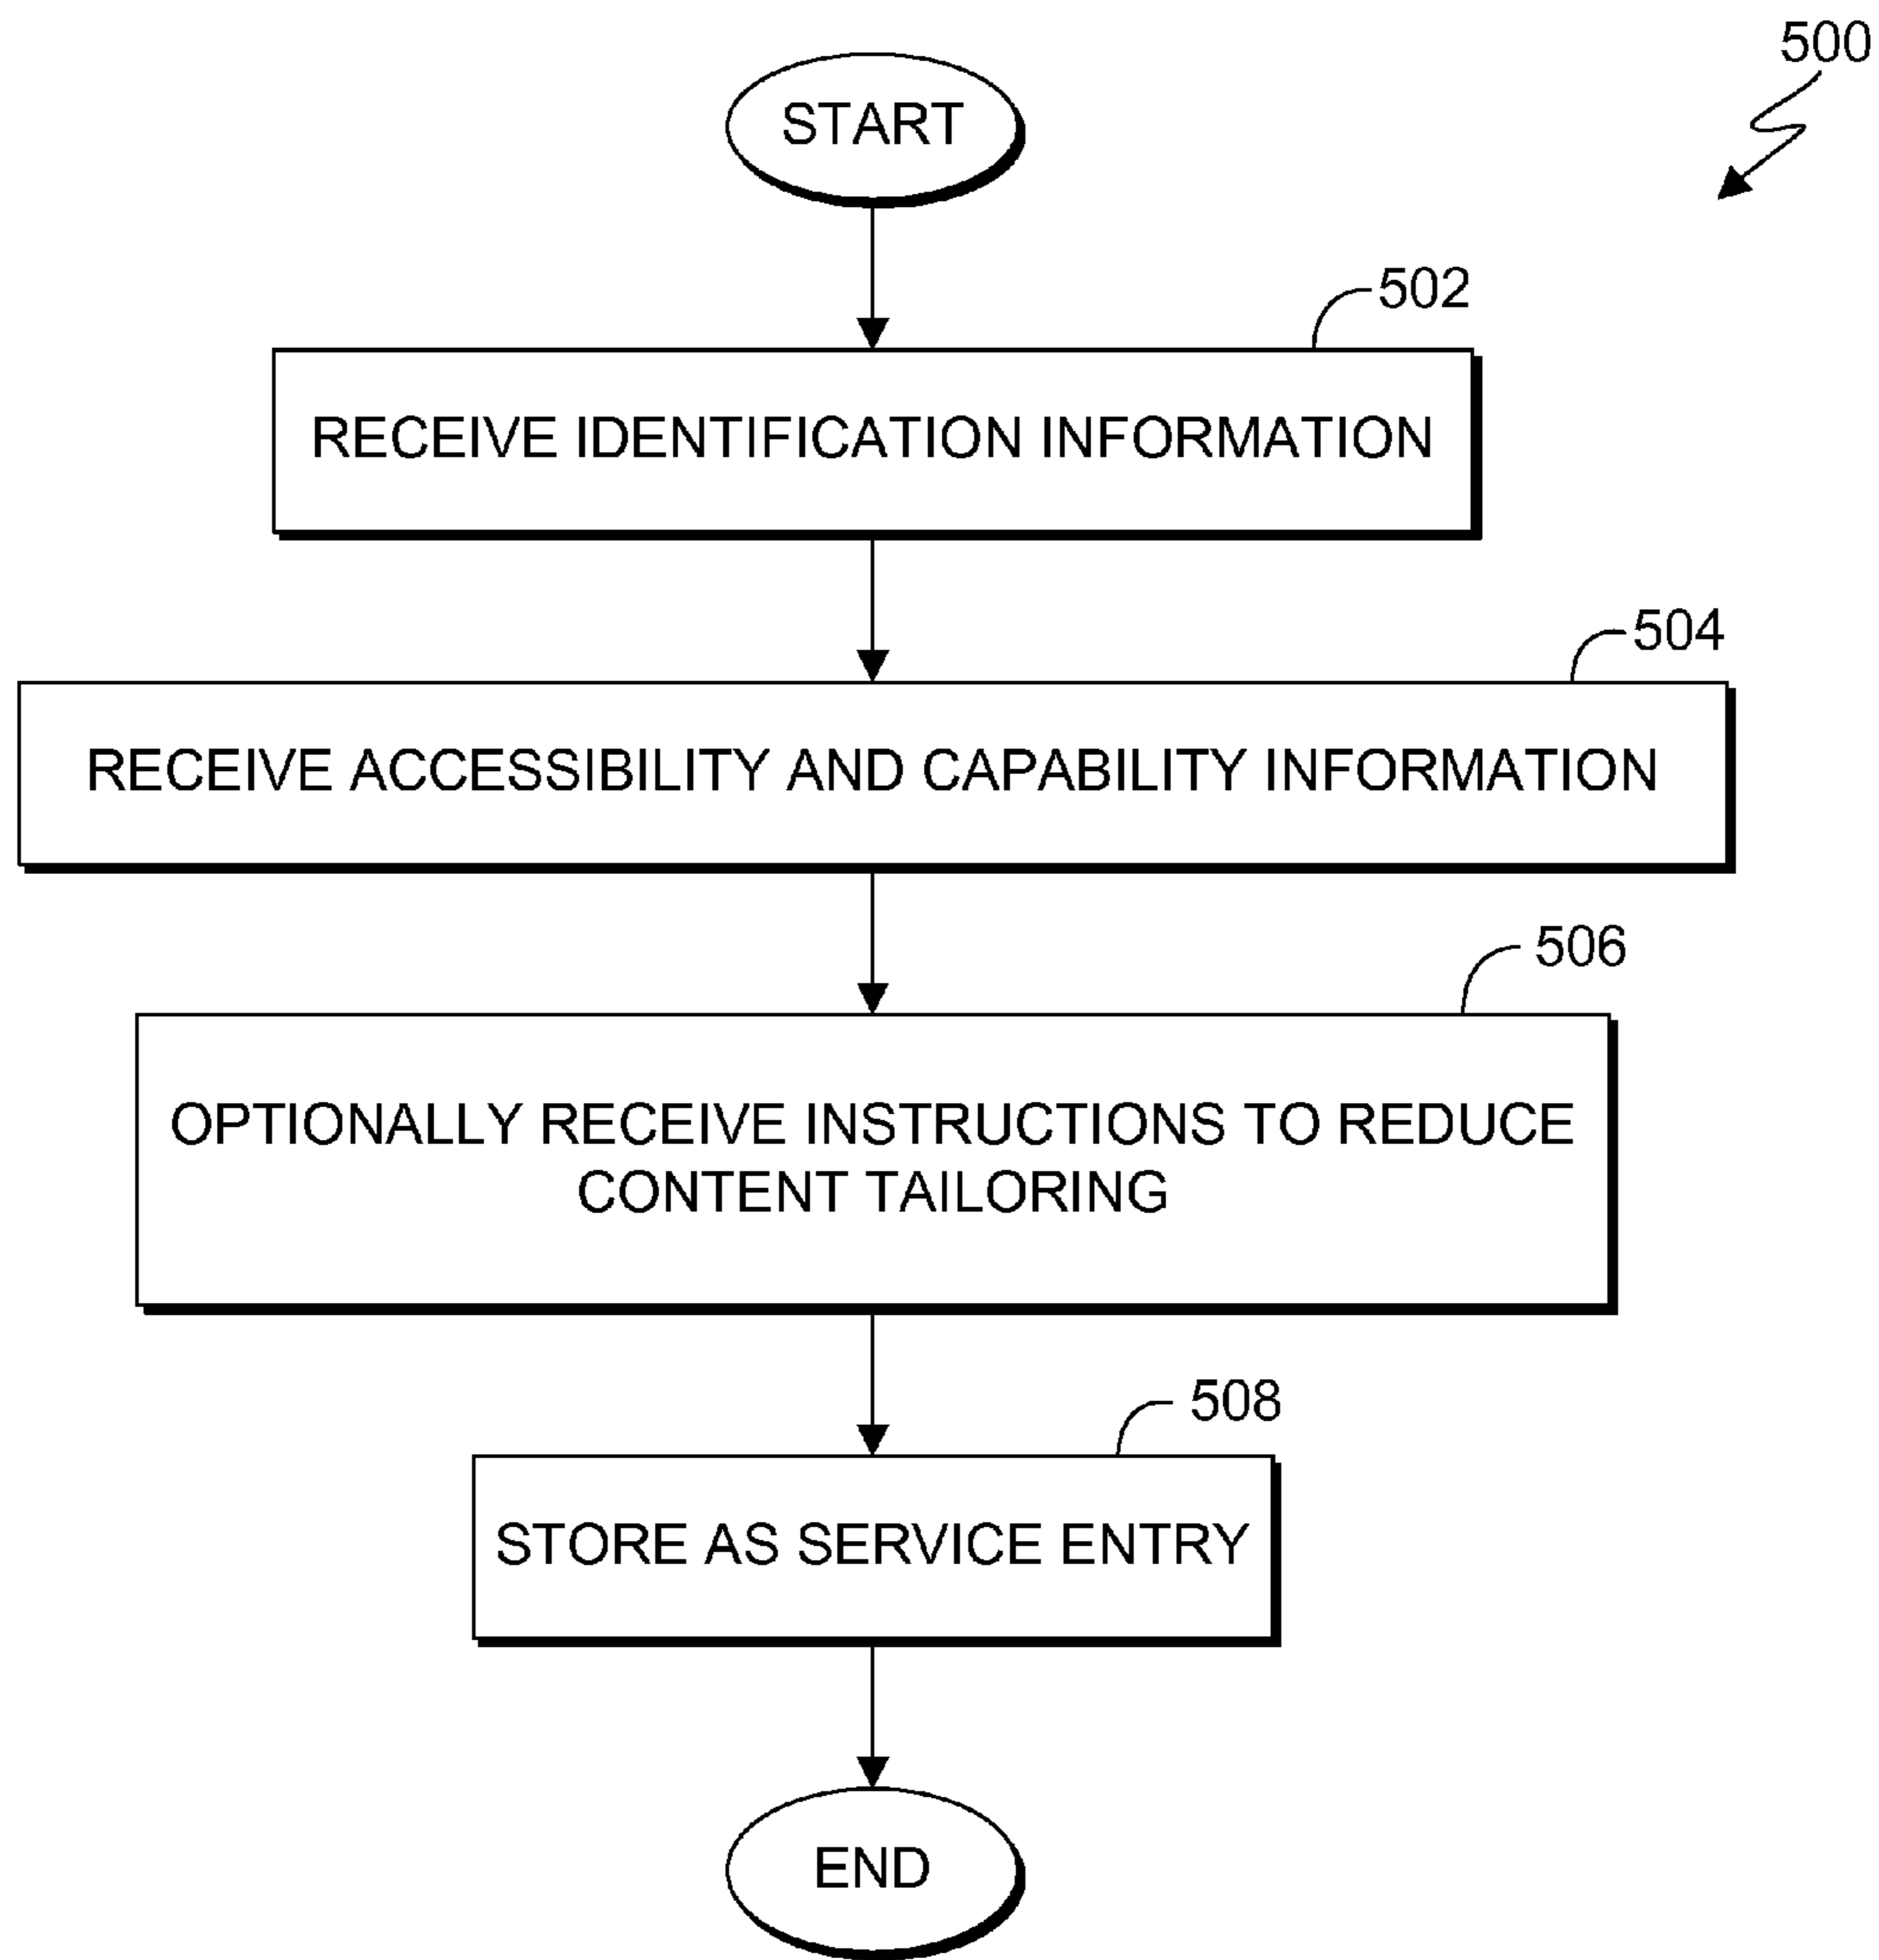 500
START
502
RECEIVE IDENTIFICATION INFORMATION
504
RECEIVE ACCESSIBILITY AND CAPABILITY INFORMATION
506
OPTIONALLY RECEIVE INSTRUCTIONS TO REDUCE
CONTENT TAILORING
508
STORE AS SERVICE ENTRY
END